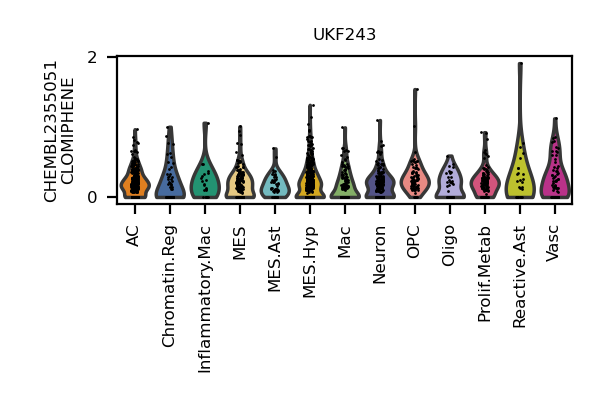 UKF243
CHEMBL2355051
CLOMIPHENE
2
0
AC
Chromatin.Reg
Inflammatory.Mac
MES
MES.Ast
MES.Hyp
Mac
Neuron
OPC
Oligo
Prolif.Metab
Reactive.Ast
Vasc